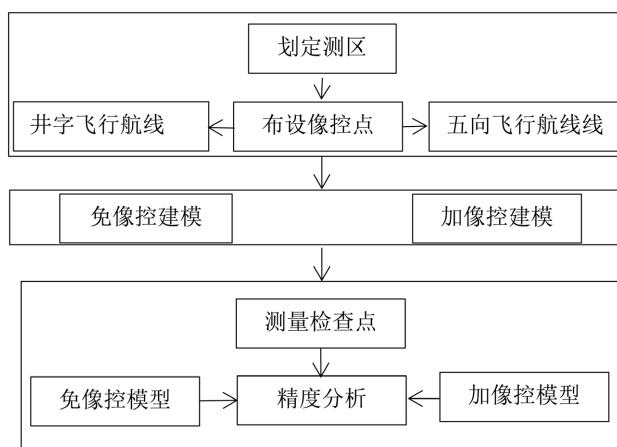 划定测区
井字飞行航线
布设像控点
五向飞行航线线
免像控建模
加像控建模
测量检查点
免像控模型
精度分析
加像控模型